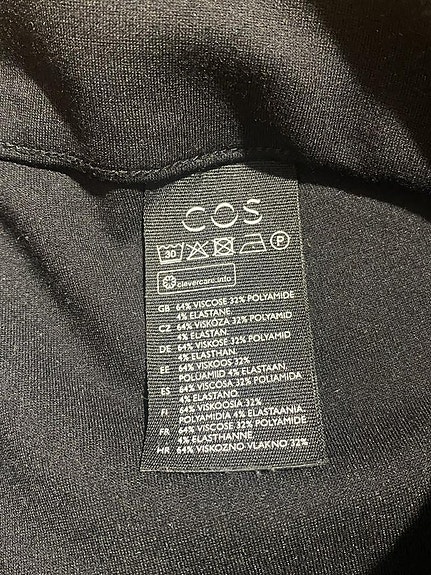 COS
30 P
clevercare.info
GB 64% VISCOSE 32% POLYAMIDE
4% ELASTANE
CZ 64% VISKÓZA 32% POLYAMID
4% ELASTAN.
DE 64% VISKOSE 32% POLYAMID
4% ELASTHAN.
EE 64% VISKOOS 32%
POLÜAMIID 4% ELASTAAN.
ES 64% VISCOSA 32% POLIAMIDA
4% ELASTANO.
FI 64% VISKOOSIA 32%
POLYAMIDIA 4% ELASTAANIA.
FR 64% VISCOSE 32% POLYAMIDE
4% ELASTHANNE.
HR 64% VISKOZNO-VLAKNO 32%